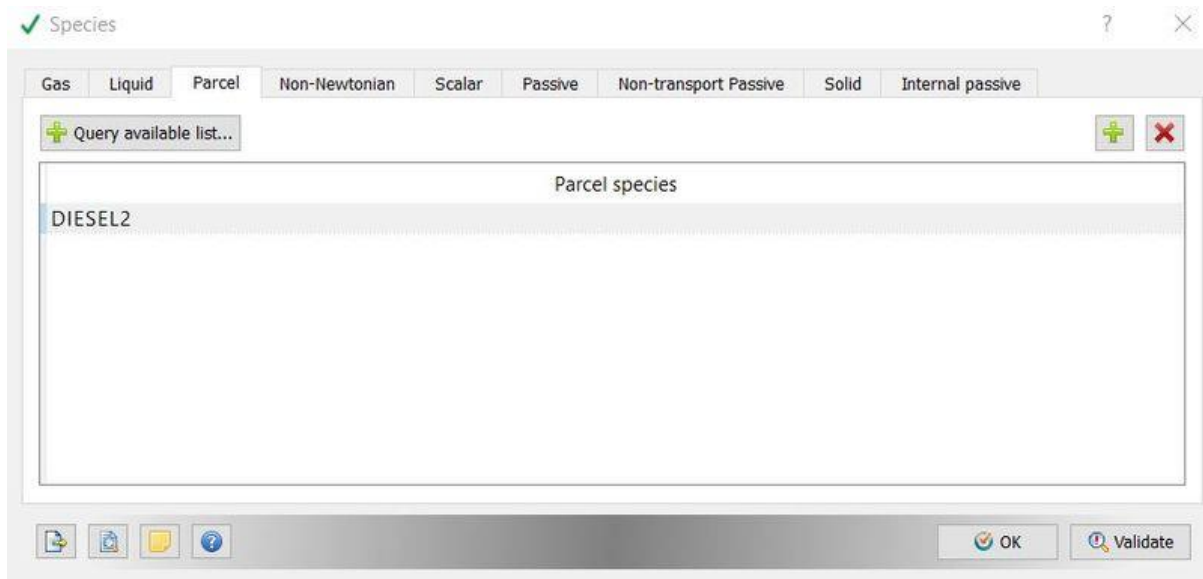 Species
Gas Liquid Parcel Non-Newtonian Scalar Passive Non-transport Passive Solid Internal passive
Query available list...
Parcel species
DIESEL2
OK Validate